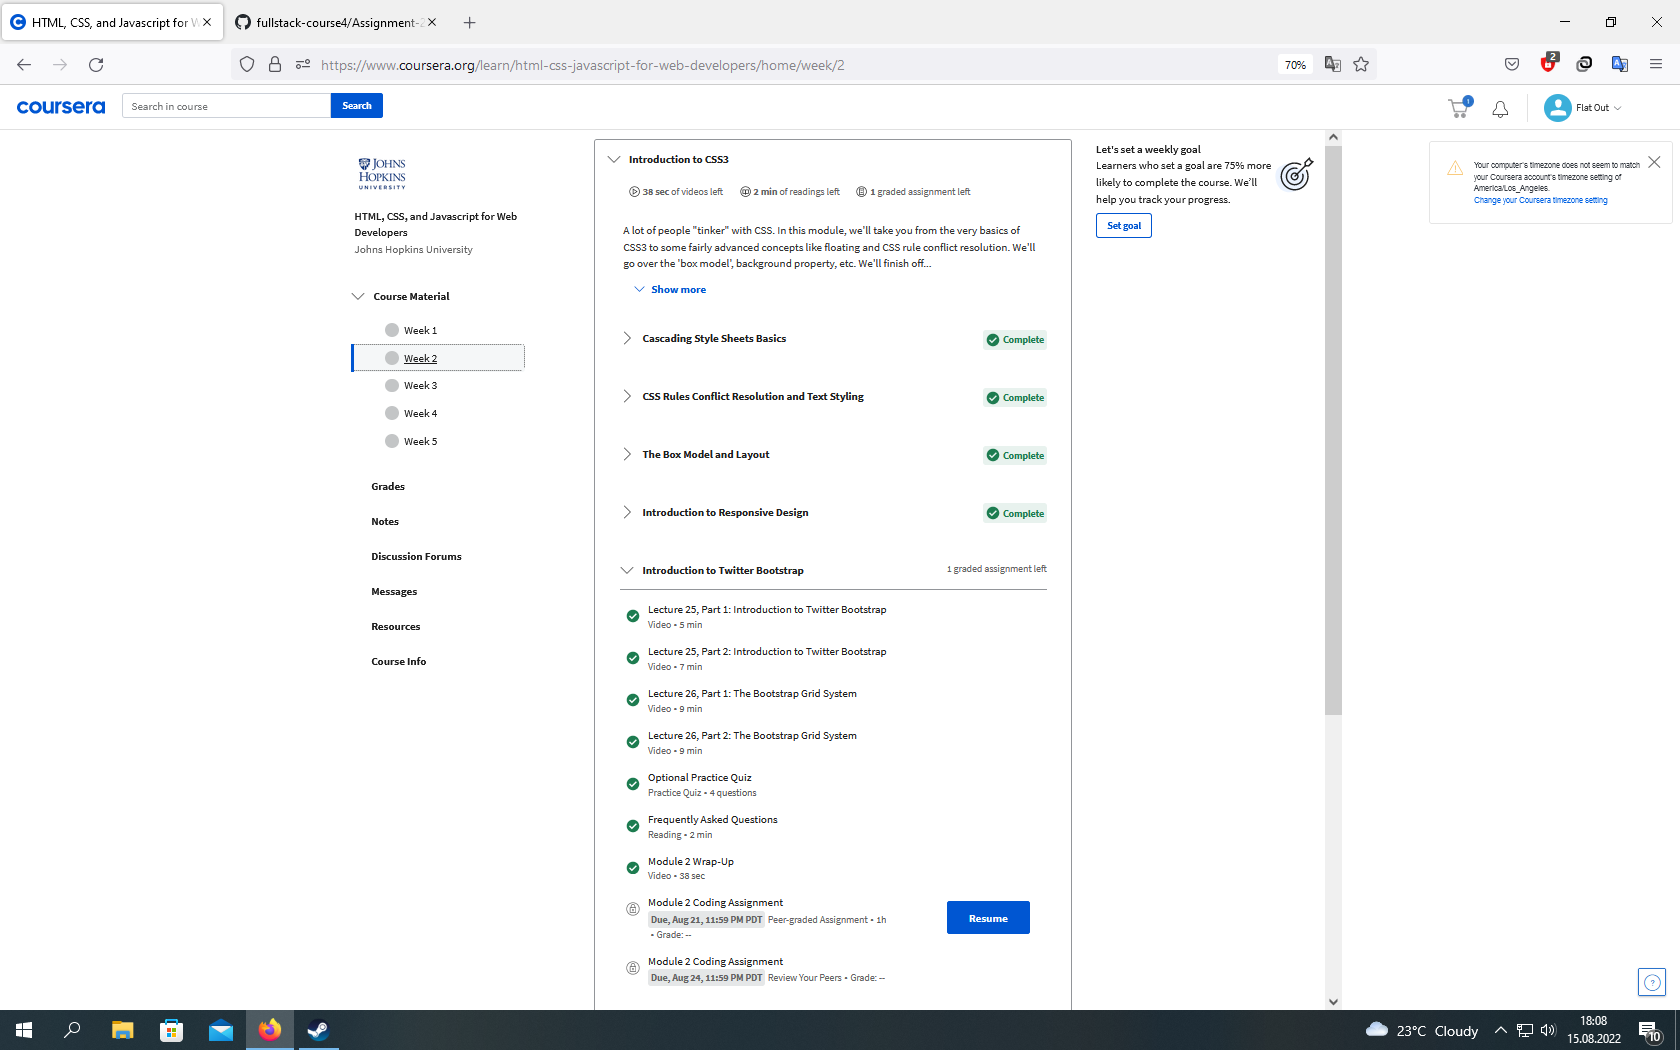 HTML, CSS, and Javascript for W
fullstack-course4/Assignment-2
https://www.coursera.org/learn/html-css-javascript-for-web-developers/home/week/2
70%
2
coursera
Search in course
Search
1
Flat Out
JOHNS
HOPKINS
UNIVERSITY
HTML, CSS, and Javascript for Web
Developers
Johns Hopkins University
Course Material
Week 1
Week 2
Week 3
Week 4
Week 5
Grades
Notes
Discussion Forums
Messages
Resources
Course Info
Introduction to CSS3
38 sec of videos left
2 min of readings left
1 graded assignment left
A lot of people "tinker" with CSS. In this module, we'll take you from the very basics of
CSS3 to some fairly advanced concepts like floating and CSS rule conflict resolution. We'll
go over the 'box model', background property, etc. We'll finish off...
Show more
Cascading Style Sheets Basics
Complete
CSS Rules Conflict Resolution and Text Styling
Complete
The Box Model and Layout
Complete
Introduction to Responsive Design
Complete
Introduction to Twitter Bootstrap
1 graded assignment left
Lecture 25, Part 1: Introduction to Twitter Bootstrap
Video • 5 min
Lecture 25, Part 2: Introduction to Twitter Bootstrap
Video • 7 min
Lecture 26, Part 1: The Bootstrap Grid System
Video • 9 min
Lecture 26, Part 2: The Bootstrap Grid System
Video • 9 min
Optional Practice Quiz
Practice Quiz • 4 questions
Frequently Asked Questions
Reading • 2 min
Module 2 Wrap-Up
Video • 38 sec
Module 2 Coding Assignment
Due, Aug 21, 11:59 PM PDT Peer-graded Assignment • 1h
• Grade: --
Resume
Module 2 Coding Assignment
Due, Aug 24, 11:59 PM PDT Review Your Peers • Grade: --
Let's set a weekly goal
Learners who set a goal are 75% more
likely to complete the course. We'll
help you track your progress.
Set goal
Your computer's timezone does not seem to match
your Coursera account's timezone setting of
America/Los_Angeles.
Change your Coursera timezone setting
23°C Cloudy
18:08
15.08.2022
10